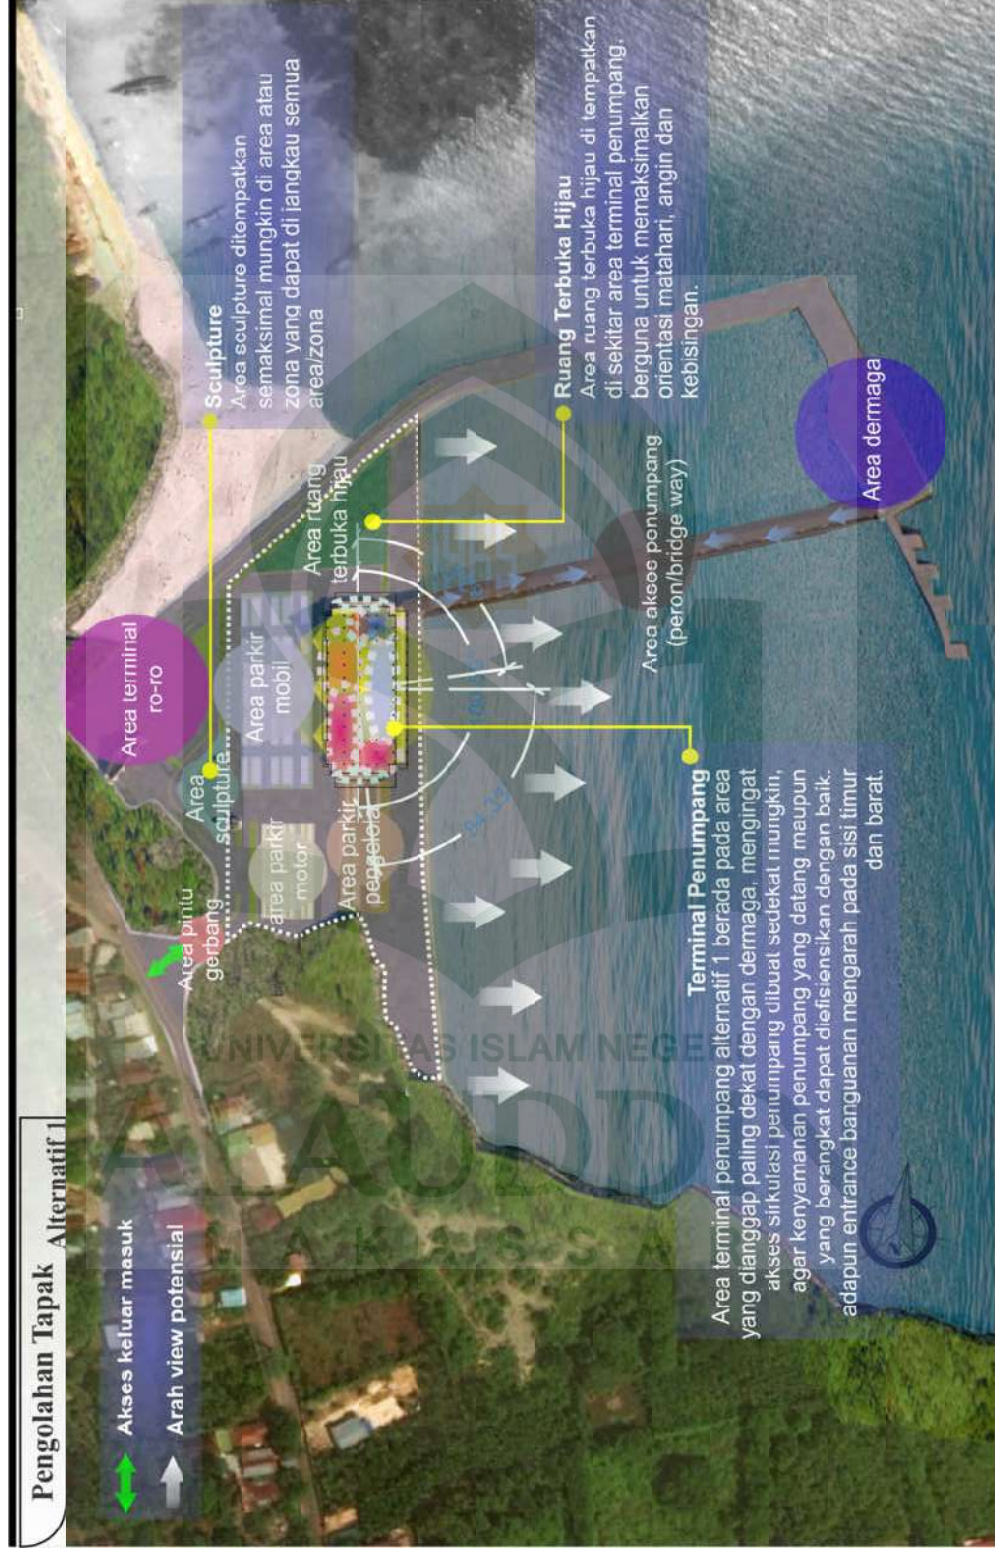 Pengolahan Tapak
Alternatif 1
Akses keluar masuk
Arah view potensial
Area pintu
gerbang
Area
sculpture
Area terminal
ro-ro
area parkir
motor
Area parkir
mobil
Area parkir
pengelola
Area ruang
terbuka hijau
Sculpture
Area sculpture ditempatkan
semaksimal mungkin di area atau
zona yang dapat di jangkau semua
area/zona
Ruang Terbuka Hijau
Area ruang terbuka hijau di tempatkan
di sekitar area terminal penumpang,
berguna untuk memaksimalkan
orientasi matahari, angin dan
kebisingan.
Area akses penumpang
(peron/bridge way)
Area dermaga
Terminal Penumpang
Area terminal penumpang alternatif 1 berada pada area
yang dianggap paling dekat dengan dermaga, mengingat
akses sirkulasi penumpang dibuat sedekat mungkin,
agar kenyamanan penumpang yang datang maupun
yang berangkat dapat diefisiensikan dengan baik.
adapun entrance banguanan mengarah pada sisi timur
dan barat.
UNIVERSITAS ISLAM NEGERI
ALAUDDIN